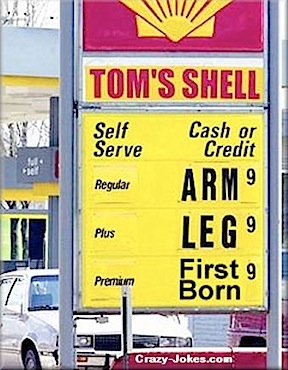 TOM'S SHELL
Self Serve
Cash or Credit
Regular ARM 9
Plus LEG 9
Premium First Born 9
full
self
Crazy-Jokes.com